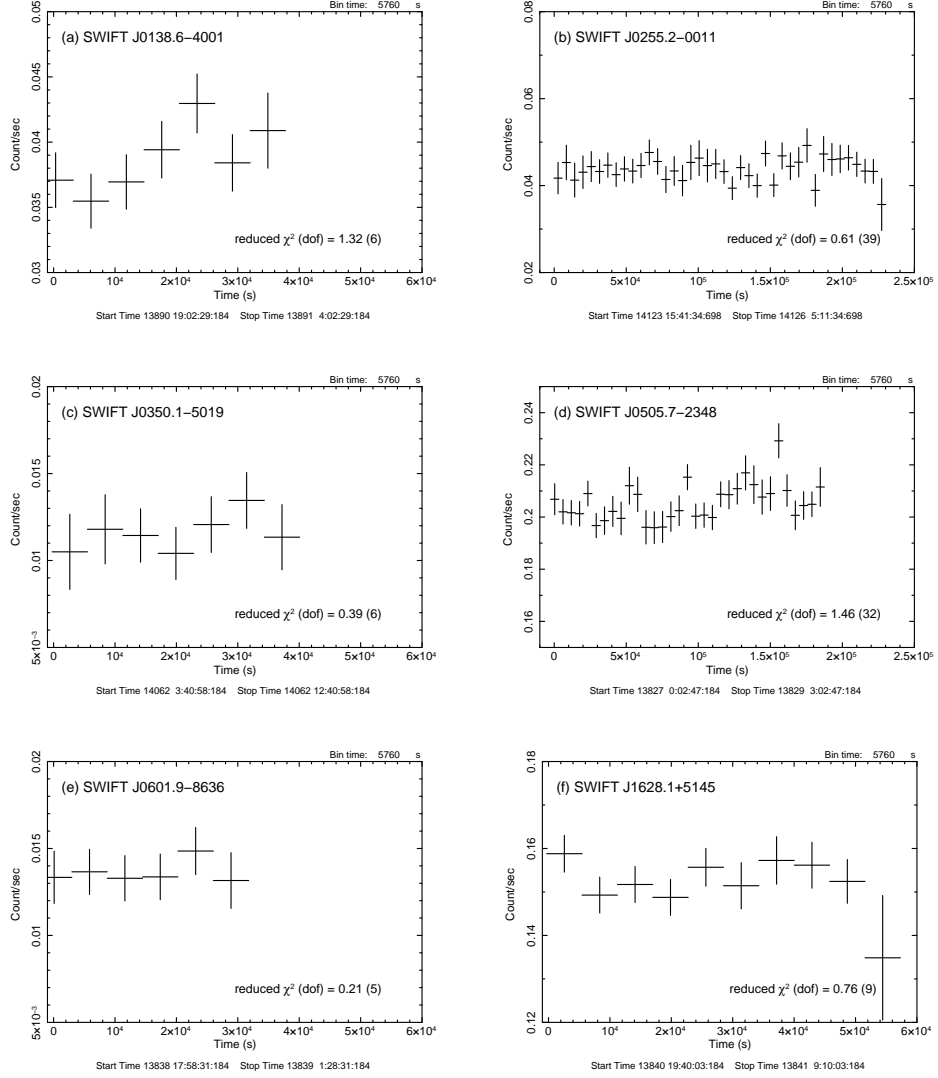 Bin time: 5760 s
(a) SWIFT J0138.6−4001
Count/sec
0.03 0.035 0.04 0.045 0.05
reduced χ² (dof) = 1.32 (6)
0 10⁴ 2×10⁴ 3×10⁴ 4×10⁴ 5×10⁴ 6×10⁴
Time (s)
Start Time 13890 19:02:29:184 Stop Time 13891 4:02:29:184
Bin time: 5760 s
(b) SWIFT J0255.2−0011
Count/sec
0.02 0.04 0.06 0.08
reduced χ² (dof) = 0.61 (39)
0 5×10⁴ 10⁵ 1.5×10⁵ 2×10⁵ 2.5×10⁵
Time (s)
Start Time 14123 15:41:34:698 Stop Time 14126 5:11:34:698
Bin time: 5760 s
(c) SWIFT J0350.1−5019
Count/sec
5×10⁻³ 0.01 0.015 0.02
reduced χ² (dof) = 0.39 (6)
0 10⁴ 2×10⁴ 3×10⁴ 4×10⁴ 5×10⁴ 6×10⁴
Time (s)
Start Time 14062 3:40:58:184 Stop Time 14062 12:40:58:184
Bin time: 5760 s
(d) SWIFT J0505.7−2348
Count/sec
0.16 0.18 0.2 0.22 0.24
reduced χ² (dof) = 1.46 (32)
0 5×10⁴ 10⁵ 1.5×10⁵ 2×10⁵ 2.5×10⁵
Time (s)
Start Time 13827 0:02:47:184 Stop Time 13829 3:02:47:184
Bin time: 5760 s
(e) SWIFT J0601.9−8636
Count/sec
5×10⁻³ 0.01 0.015 0.02
reduced χ² (dof) = 0.21 (5)
0 10⁴ 2×10⁴ 3×10⁴ 4×10⁴ 5×10⁴ 6×10⁴
Time (s)
Start Time 13838 17:58:31:184 Stop Time 13839 1:28:31:184
Bin time: 5760 s
(f) SWIFT J1628.1+5145
Count/sec
0.12 0.14 0.16 0.18
reduced χ² (dof) = 0.76 (9)
0 10⁴ 2×10⁴ 3×10⁴ 4×10⁴ 5×10⁴ 6×10⁴
Time (s)
Start Time 13840 19:40:03:184 Stop Time 13841 9:10:03:184